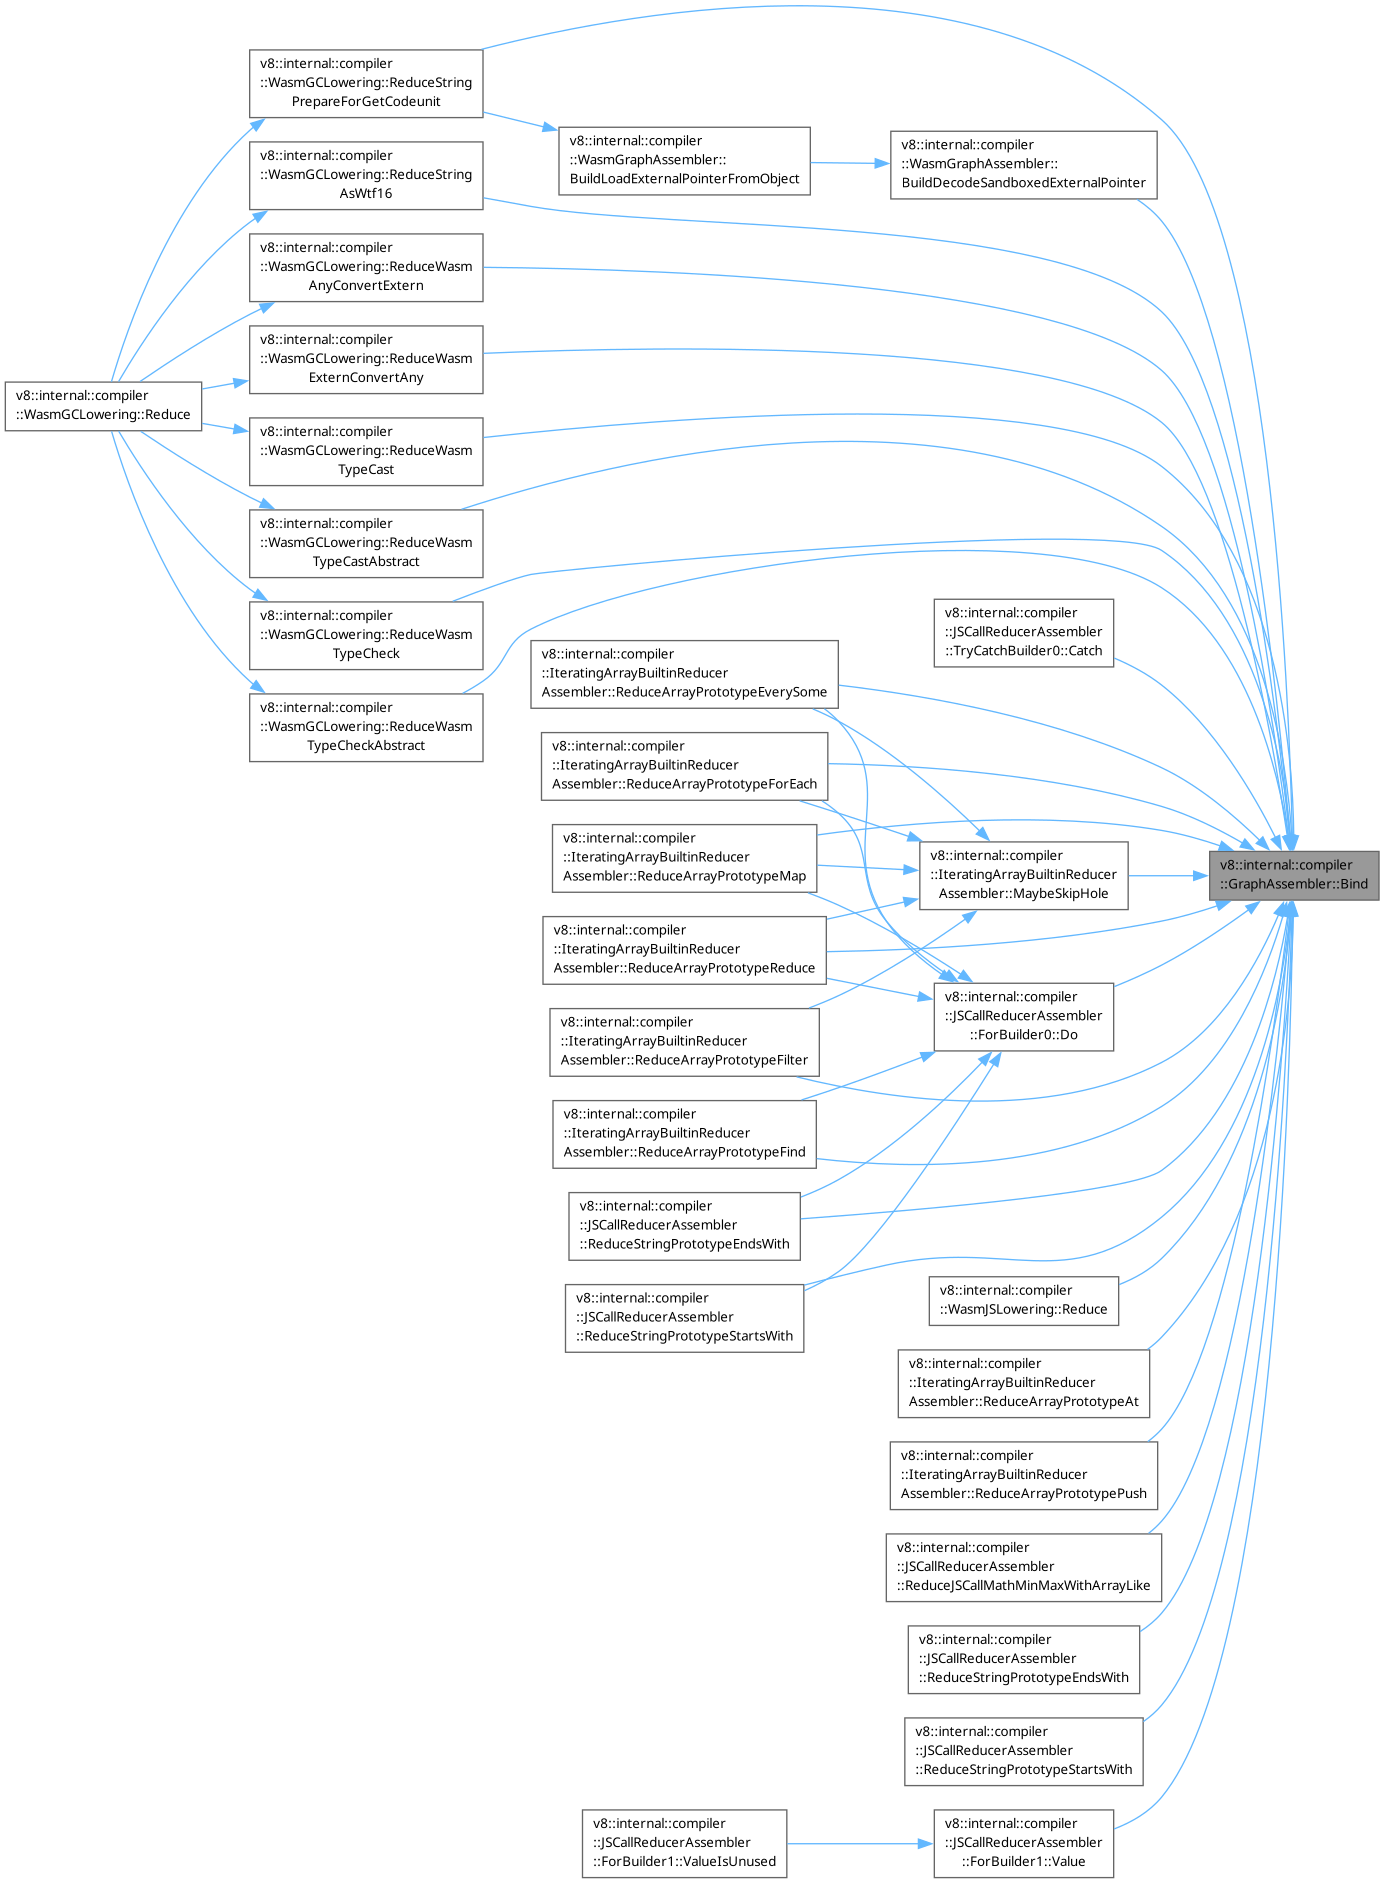 v8::internal::compiler
::WasmGCLowering::Reduce
v8::internal::compiler
::WasmGCLowering::ReduceString
PrepareForGetCodeunit
v8::internal::compiler
::WasmGCLowering::ReduceString
AsWtf16
v8::internal::compiler
::WasmGCLowering::ReduceWasm
AnyConvertExtern
v8::internal::compiler
::WasmGCLowering::ReduceWasm
ExternConvertAny
v8::internal::compiler
::WasmGCLowering::ReduceWasm
TypeCast
v8::internal::compiler
::WasmGCLowering::ReduceWasm
TypeCastAbstract
v8::internal::compiler
::WasmGCLowering::ReduceWasm
TypeCheck
v8::internal::compiler
::WasmGCLowering::ReduceWasm
TypeCheckAbstract
v8::internal::compiler
::WasmGraphAssembler::
BuildLoadExternalPointerFromObject
v8::internal::compiler
::WasmGraphAssembler::
BuildDecodeSandboxedExternalPointer
v8::internal::compiler
::JSCallReducerAssembler
::TryCatchBuilder0::Catch
v8::internal::compiler
::IteratingArrayBuiltinReducer
Assembler::ReduceArrayPrototypeEverySome
v8::internal::compiler
::IteratingArrayBuiltinReducer
Assembler::ReduceArrayPrototypeForEach
v8::internal::compiler
::IteratingArrayBuiltinReducer
Assembler::ReduceArrayPrototypeMap
v8::internal::compiler
::IteratingArrayBuiltinReducer
Assembler::ReduceArrayPrototypeReduce
v8::internal::compiler
::IteratingArrayBuiltinReducer
Assembler::ReduceArrayPrototypeFilter
v8::internal::compiler
::IteratingArrayBuiltinReducer
Assembler::ReduceArrayPrototypeFind
v8::internal::compiler
::JSCallReducerAssembler
::ReduceStringPrototypeEndsWith
v8::internal::compiler
::JSCallReducerAssembler
::ReduceStringPrototypeStartsWith
v8::internal::compiler
::IteratingArrayBuiltinReducer
Assembler::MaybeSkipHole
v8::internal::compiler
::GraphAssembler::Bind
v8::internal::compiler
::JSCallReducerAssembler
::ForBuilder0::Do
v8::internal::compiler
::WasmJSLowering::Reduce
v8::internal::compiler
::IteratingArrayBuiltinReducer
Assembler::ReduceArrayPrototypeAt
v8::internal::compiler
::IteratingArrayBuiltinReducer
Assembler::ReduceArrayPrototypePush
v8::internal::compiler
::JSCallReducerAssembler
::ReduceJSCallMathMinMaxWithArrayLike
v8::internal::compiler
::JSCallReducerAssembler
::ReduceStringPrototypeEndsWith
v8::internal::compiler
::JSCallReducerAssembler
::ReduceStringPrototypeStartsWith
v8::internal::compiler
::JSCallReducerAssembler
::ForBuilder1::ValueIsUnused
v8::internal::compiler
::JSCallReducerAssembler
::ForBuilder1::Value